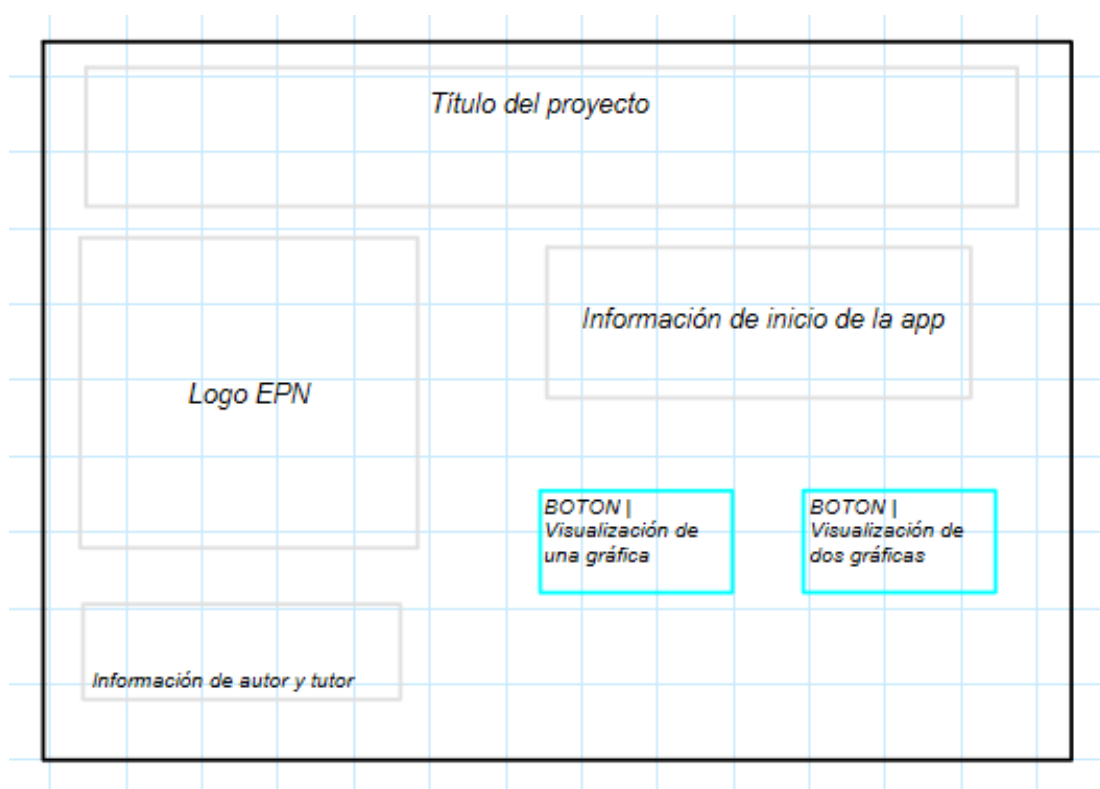 Título del proyecto
Información de inicio de la app
Logo EPN
BOTON |
Visualización de
una gráfica
BOTON |
Visualización de
dos gráficas
Información de autor y tutor